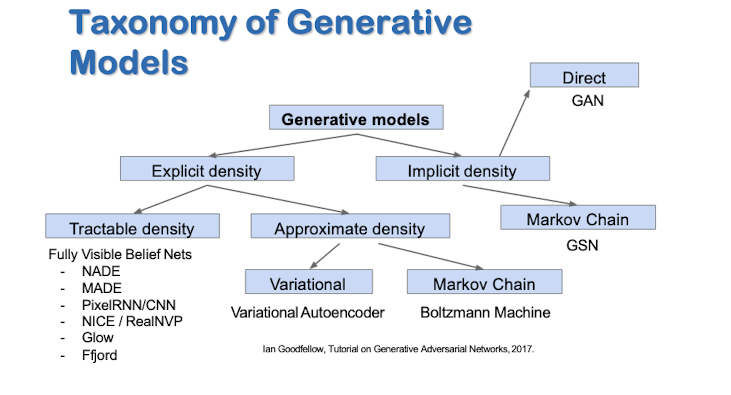 Taxonomy of Generative
Models
Direct
GAN
Generative models
Explicit density
Implicit density
Tractable density
Approximate density
Markov Chain
GSN
Fully Visible Belief Nets
- NADE
- MADE
- PixelRNN/CNN
- NICE / RealNVP
- Glow
- Ffjord
Variational
Markov Chain
Variational Autoencoder
Boltzmann Machine
Ian Goodfellow, Tutorial on Generative Adversarial Networks, 2017.